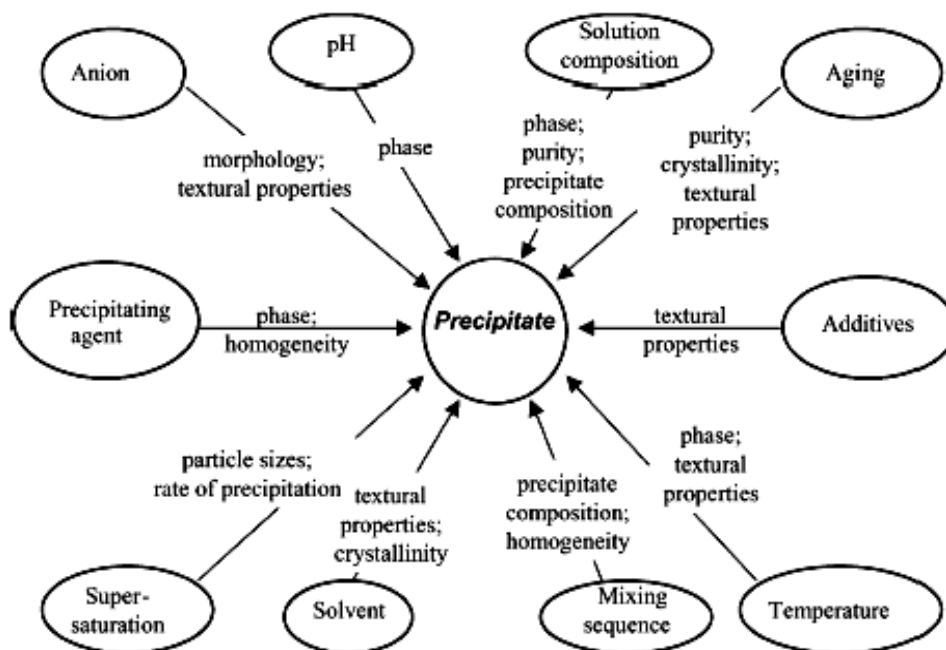 Anion
pH
Solution
composition
Aging
morphology;
textural properties
phase
phase;
purity;
precipitate
composition
purity;
crystallinity;
textural
properties
Precipitating
agent
phase;
homogeneity
Precipitate
textural
properties
Additives
particle sizes;
rate of precipitation
textural
properties;
crystallinity
precipitate
composition;
homogeneity
phase;
textural
properties
Super-
saturation
Solvent
Mixing
sequence
Temperature